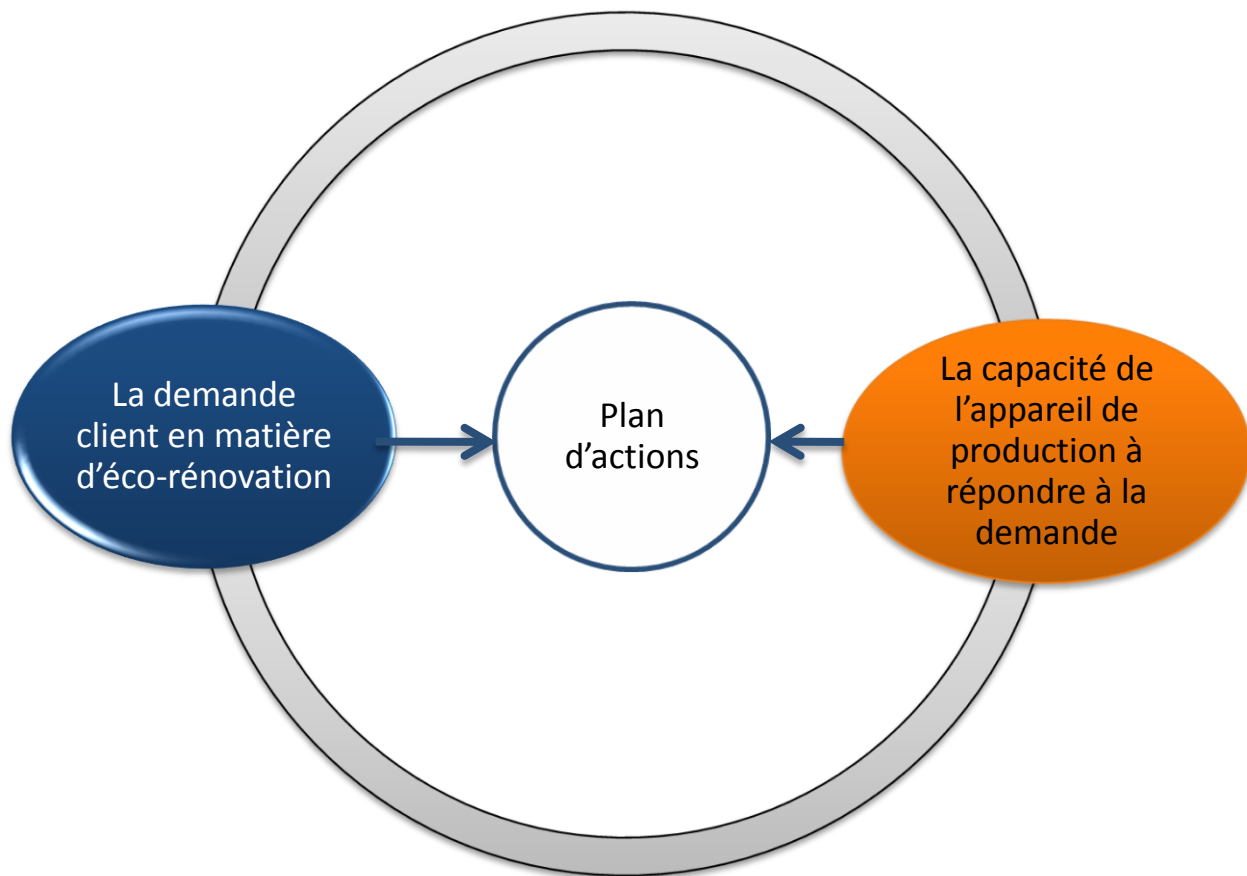 La demande
client en matière
d’éco-rénovation
Plan
d’actions
La capacité de
l’appareil de
production à
répondre à la
demande